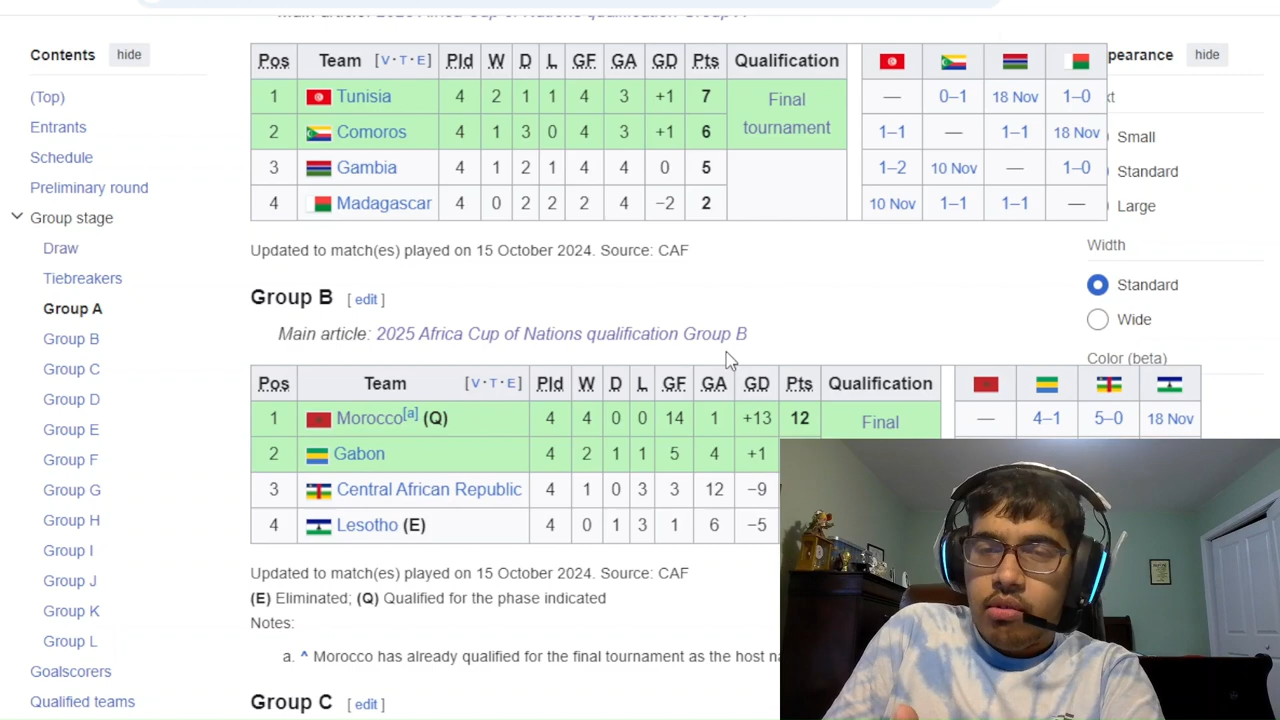 Contents hide
(Top)
Entrants
Schedule
Preliminary round
Group stage
Draw
Tiebreakers
Group A
Group B
Group C
Group D
Group E
Group F
Group G
Group H
Group I
Group J
Group K
Group L
Goalscorers
Qualified teams
Pos Team [V·T·E] Pld W D L GF GA GD Pts Qualification
1 Tunisia 4 2 1 1 4 3 +1 7 Final tournament — 0–1 18 Nov 1–0
2 Comoros 4 1 3 0 4 3 +1 6 1–1 — 1–1 18 Nov
3 Gambia 4 1 2 1 4 4 0 5 1–2 10 Nov — 1–0
4 Madagascar 4 0 2 2 2 4 −2 2 10 Nov 1–1 1–1 —
Updated to match(es) played on 15 October 2024. Source: CAF
Group B [ edit ]
Main article: 2025 Africa Cup of Nations qualification Group B
Pos Team [V·T·E] Pld W D L GF GA GD Pts Qualification
1 Morocco[a] (Q) 4 4 0 0 14 1 +13 12 Final — 4–1 5–0 18 Nov
2 Gabon 4 2 1 1 5 4 +1
3 Central African Republic 4 1 0 3 3 12 −9
4 Lesotho (E) 4 0 1 3 1 6 −5
Updated to match(es) played on 15 October 2024. Source: CAF
(E) Eliminated; (Q) Qualified for the phase indicated
Notes:
a. ^ Morocco has already qualified for the final tournament as the host
Group C [ edit ]
pearance hide
Small
Standard
Large
Width
Standard
Wide
Color (beta)